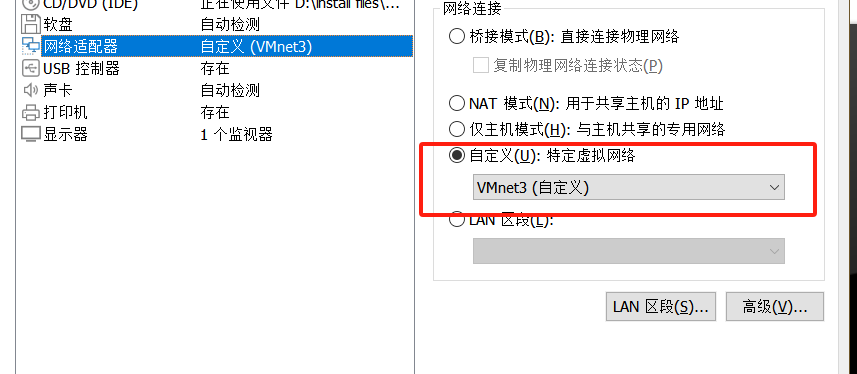 CD/DVD (IDE) 正在使用文件 D:\install files\...
软盘 自动检测
网络适配器 自定义 (VMnet3)
USB 控制器 存在
声卡 自动检测
打印机 存在
显示器 1 个监视器
网络连接
桥接模式(B): 直接连接物理网络
复制物理网络连接状态(P)
NAT 模式(N): 用于共享主机的 IP 地址
仅主机模式(H): 与主机共享的专用网络
自定义(U): 特定虚拟网络
VMnet3 (自定义)
LAN 区段(L):
LAN 区段(S)... 高级(V)...